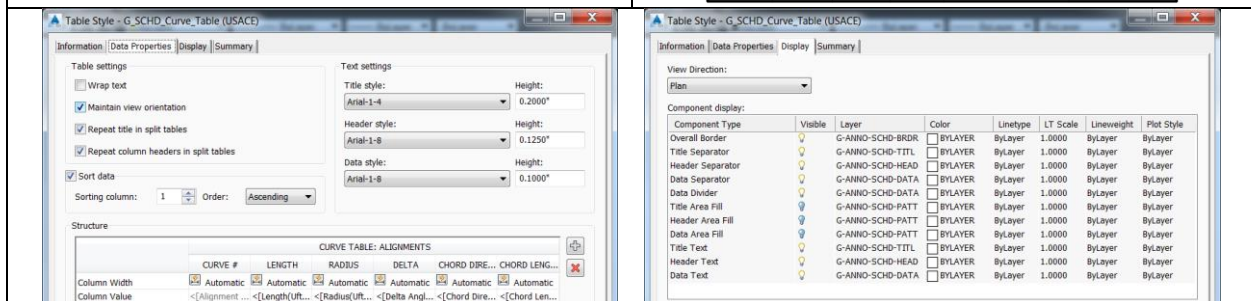 Table Style - G_SCHD_Curve_Table (USACE)
Information Data Properties Display Summary
Table settings
Wrap text
Maintain view orientation
Repeat title in split tables
Repeat column headers in split tables
Sort data
Sorting column: 1 Order: Ascending
Text settings
Title style: Height:
Arial-1-4 0.2000"
Header style: Height:
Arial-1-8 0.1250"
Data style: Height:
Arial-1-8 0.1000"
Structure
CURVE TABLE: ALIGNMENTS
CURVE # LENGTH RADIUS DELTA CHORD DIRE... CHORD LENG...
Column Width Automatic Automatic Automatic Automatic Automatic Automatic
Column Value <[Alignment ... <[Length(Uft... <[Radius(Uft... <[Delta Angl... <[Chord Dire... <[Chord Len...
Table Style - G_SCHD_Curve_Table (USACE)
Information Data Properties Display Summary
View Direction:
Plan
Component display:
Component Type Visible Layer Color Linetype LT Scale Lineweight Plot Style
Overall Border G-ANNO-SCHD-BRDR BYLAYER ByLayer 1.0000 ByLayer ByLayer
Title Separator G-ANNO-SCHD-TITL BYLAYER ByLayer 1.0000 ByLayer ByLayer
Header Separator G-ANNO-SCHD-HEAD BYLAYER ByLayer 1.0000 ByLayer ByLayer
Data Separator G-ANNO-SCHD-DATA BYLAYER ByLayer 1.0000 ByLayer ByLayer
Data Divider G-ANNO-SCHD-DATA BYLAYER ByLayer 1.0000 ByLayer ByLayer
Title Area Fill G-ANNO-SCHD-PATT BYLAYER ByLayer 1.0000 ByLayer ByLayer
Header Area Fill G-ANNO-SCHD-PATT BYLAYER ByLayer 1.0000 ByLayer ByLayer
Data Area Fill G-ANNO-SCHD-PATT BYLAYER ByLayer 1.0000 ByLayer ByLayer
Title Text G-ANNO-SCHD-TITL BYLAYER ByLayer 1.0000 ByLayer ByLayer
Header Text G-ANNO-SCHD-HEAD BYLAYER ByLayer 1.0000 ByLayer ByLayer
Data Text G-ANNO-SCHD-DATA BYLAYER ByLayer 1.0000 ByLayer ByLayer